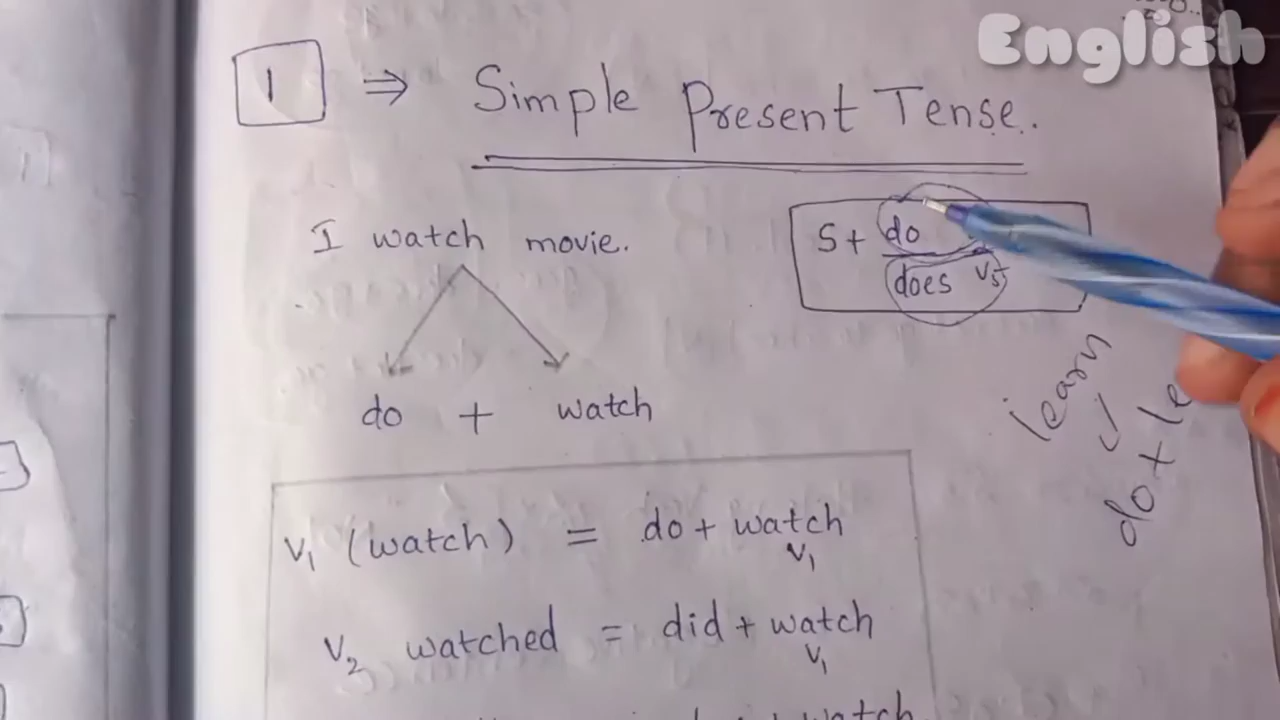 English
1 ⇒ Simple Present Tense.
I watch movie.
S + do
does V5
do + watch
learn
do + le
V1 (watch) = do + watch
V1
V2 watched = did + watch
V1
watch